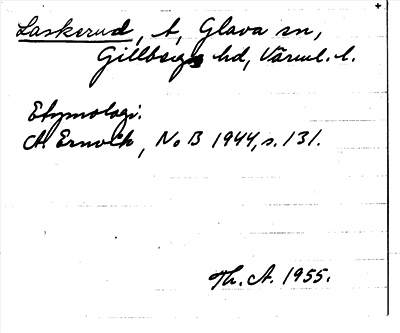 Laskerud, t, Glava sn,
Gillbergs hd, Värml. l.
Etymologi:
A. Ernvik, NoB 1944, s. 131.
Th. A. 1955.